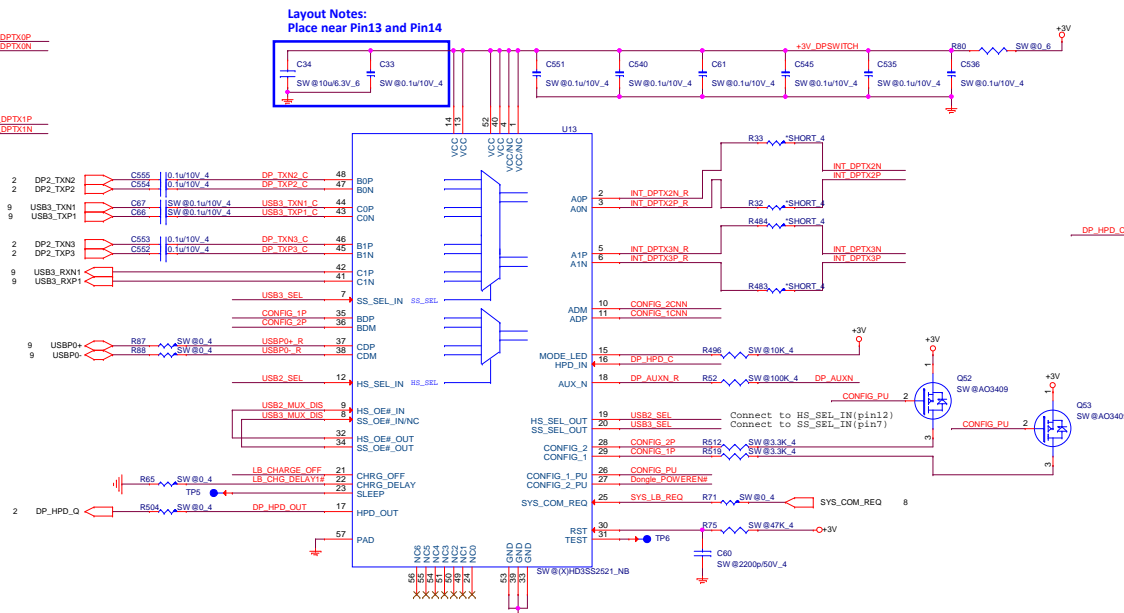 Layout Notes:
Place near Pin13 and Pin14
DPTX0P
DPTX0N
+3V
+3V_DPSWITCH
R80
SW@0_6
C34
SW@10u/6.3V_6
C33
SW@0.1u/10V_4
C551
SW@0.1u/10V_4
C540
SW@0.1u/10V_4
C61
SW@0.1u/10V_4
C545
SW@0.1u/10V_4
C535
SW@0.1u/10V_4
C536
SW@0.1u/10V_4
DPTX1P
DPTX1N
14 13 52 40 4 1
VCC VCC VCC VCC VCC/NC VCC/NC
U13
R33 *SHORT_4
2 DP2_TXN2 C555 0.1u/10V_4 DP_TXN2_C 48 B0P
2 DP2_TXP2 C554 0.1u/10V_4 DP_TXP2_C 47 B0N
9 USB3_TXN1 C67 SW@0.1u/10V_4 USB3_TXN1_C 44 C0P
9 USB3_TXP1 C66 SW@0.1u/10V_4 USB3_TXP1_C 43 C0N
2 DP2_TXN3 C553 0.1u/10V_4 DP_TXN3_C 46 B1P
2 DP2_TXP3 C552 0.1u/10V_4 DP_TXP3_C 45 B1N
9 USB3_RXN1 42 C1P
9 USB3_RXP1 41 C1N
USB3_SEL 7 SS_SEL_IN SS_SEL
CONFIG_1P 35 BDP
CONFIG_2P 36 BDM
9 USBP0+ R87 SW@0_4 USBP0+_R 37 CDP
9 USBP0- R88 SW@0_4 USBP0-_R 38 CDM
USB2_SEL 12 HS_SEL_IN HS_SEL
USB2_MUX_DIS 9 HS_OE#_IN
USB3_MUX_DIS 8 SS_OE#_IN/NC
32 HS_OE#_OUT
34 SS_OE#_OUT
LB_CHARGE_OFF 21 CHRG_OFF
R65 SW@0_4 LB_CHG_DELAY1# 22 CHRG_DELAY
TP5 23 SLEEP
2 DP_HPD_Q R504 SW@0_4 DP_HPD_OUT 17 HPD_OUT
57 PAD
A0P 2 INT_DPTX2N_R INT_DPTX2N
A0N 3 INT_DPTX2P_R INT_DPTX2P
R32 *SHORT_4
R484 *SHORT_4
A1P 5 INT_DPTX3N_R INT_DPTX3N
A1N 6 INT_DPTX3P_R INT_DPTX3P
R483 *SHORT_4
DP_HPD_C
ADM 10 CONFIG_2CNN
ADP 11 CONFIG_1CNN
+3V
MODE_LED 15 R496 SW@10K_4
HPD_IN 16 DP_HPD_C
AUX_N 18 DP_AUXN_R R52 SW@100K_4 DP_AUXN
+3V
1
CONFIG_PU 2
Q52
SW@AO3409
3
+3V
1
CONFIG_PU 2
Q53
SW@AO3409
3
HS_SEL_OUT 19 USB2_SEL Connect to HS_SEL_IN(pin12)
SS_SEL_OUT 20 USB3_SEL Connect to SS_SEL_IN(pin7)
CONFIG_2 28 CONFIG_2P R512 SW@3.3K_4
CONFIG_1 29 CONFIG_1P R519 SW@3.3K_4
CONFIG_1_PU 26 CONFIG_PU
CONFIG_2_PU 27 Dongle_POWEREN#
SYS_COM_REQ 25 SYS_LB_REQ R71 SW@0_4 SYS_COM_REQ 8
RST 30 R75 SW@47K_4 +3V
TEST 31 TP6
C60
SW@2200p/50V_4
NC6 NC5 NC4 NC3 NC2 NC1 NC0 GND GND GND
56 55 54 51 50 49 24 53 39 33
SW@(X)HD3SS2521_NB